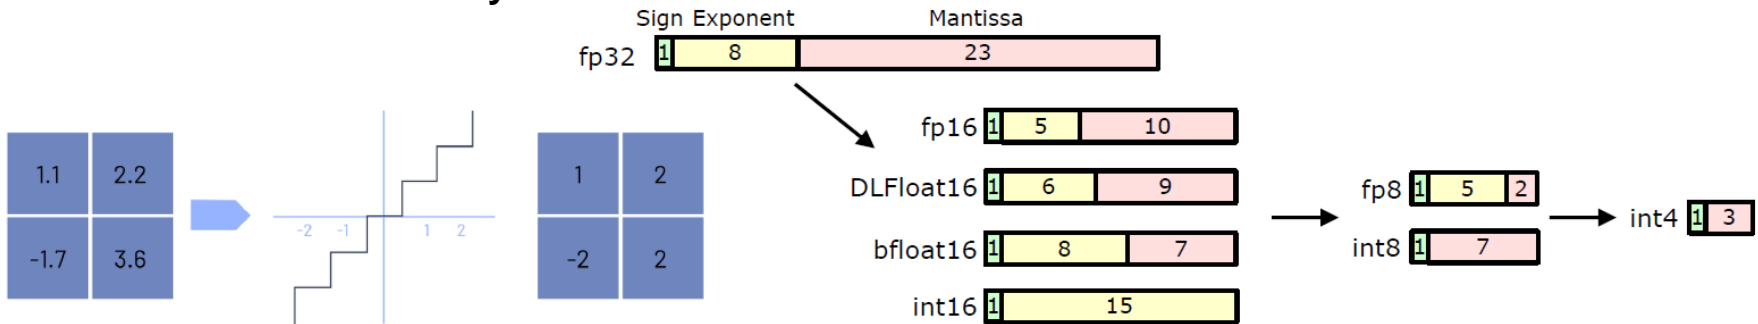 Sign Exponent Mantissa
fp32 1 8 23
fp16 1 5 10
1.1 2.2
1 2
DLFloat16 1 6 9
fp8 1 5 2
-2 -1 1 2
int4 1 3
-1.7 3.6
-2 2
bfloat16 1 8 7
int8 1 7
int16 1 15